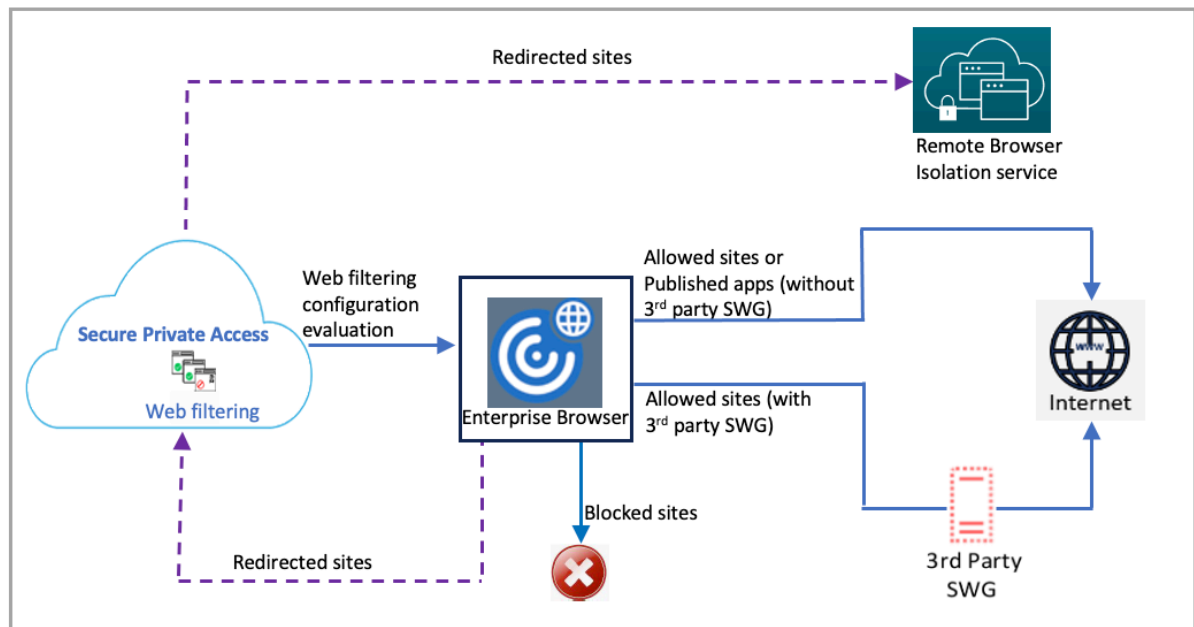 Redirected sites
Remote Browser
Isolation service
Web filtering
configuration
evaluation
Allowed sites or
Published apps (without
3rd party SWG)
Secure Private Access
Web filtering
Enterprise Browser
Allowed sites (with
3rd party SWG)
www
Internet
Blocked sites
Redirected sites
3rd Party
SWG